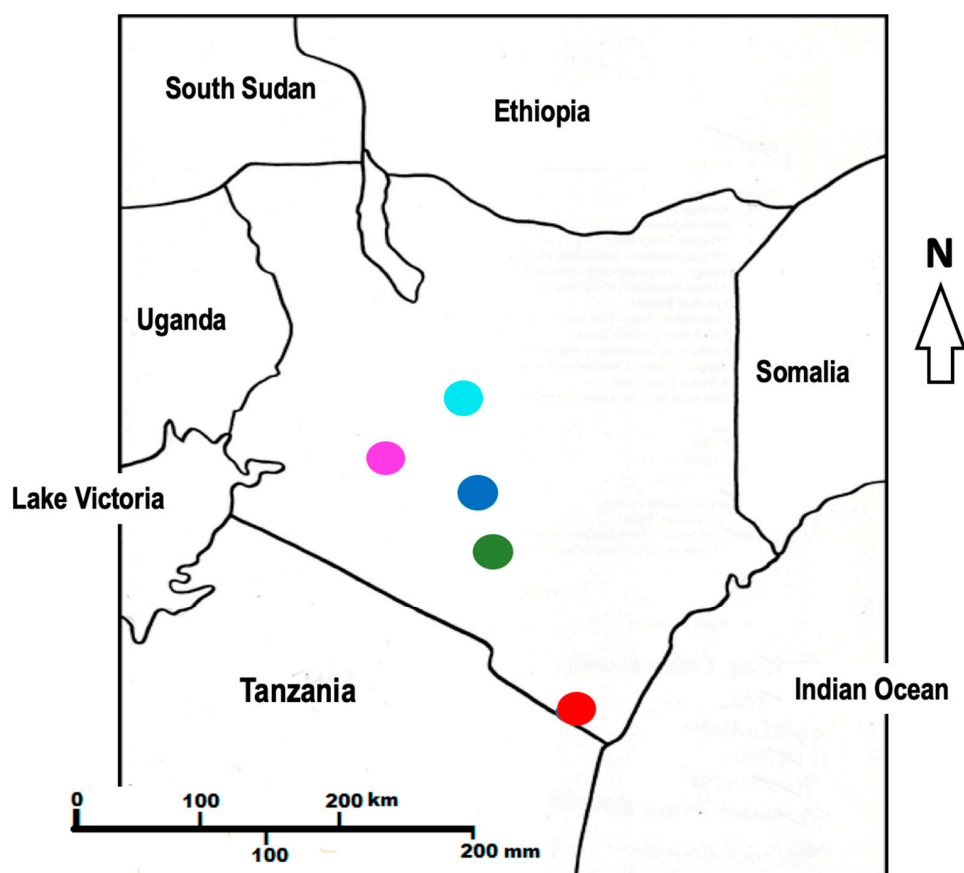 South Sudan
Ethiopia
N
Uganda
Somalia
Lake Victoria
Tanzania
Indian Ocean
0 100 200 km
100 200 mm